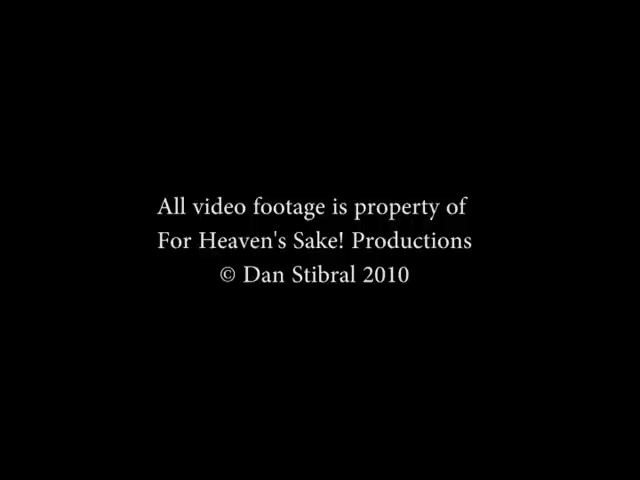 All video footage is property of
For Heaven's Sake! Productions
© Dan Stibral 2010